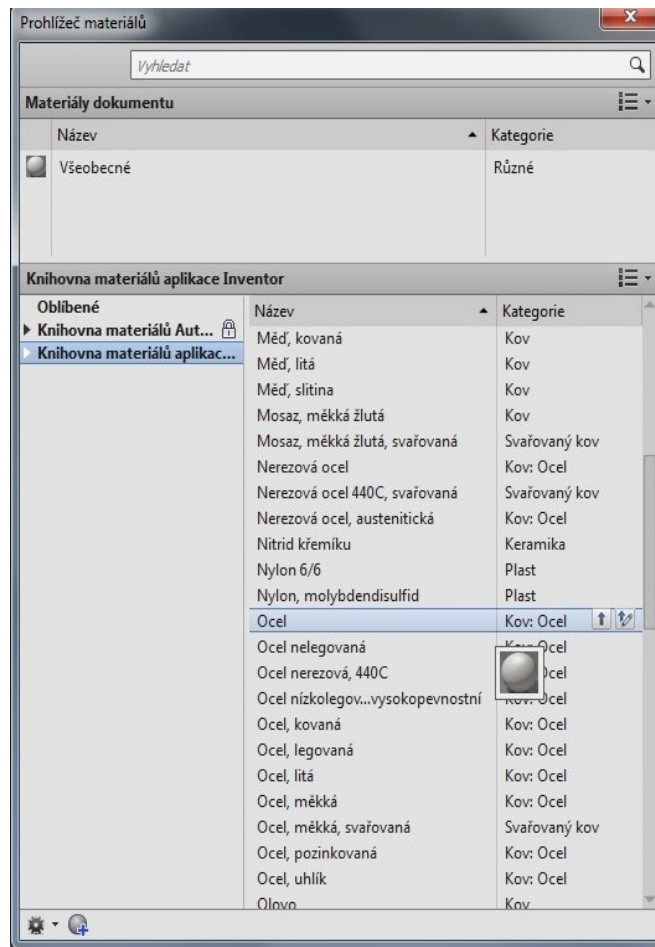 Prohlížeč materiálů
Vyhledat
Materiály dokumentu
Název Kategorie
Všeobecné Různé
Knihovna materiálů aplikace Inventor
Oblíbené
Knihovna materiálů Aut...
Knihovna materiálů aplikac...
Název Kategorie
Měď, kovaná Kov
Měď, litá Kov
Měď, slitina Kov
Mosaz, měkká žlutá Kov
Mosaz, měkká žlutá, svařovaná Svařovaný kov
Nerezová ocel Kov: Ocel
Nerezová ocel 440C, svařovaná Svařovaný kov
Nerezová ocel, austenitická Kov: Ocel
Nitrid křemíku Keramika
Nylon 6/6 Plast
Nylon, molybdendisulfid Plast
Ocel Kov: Ocel
Ocel nelegovaná Kov: Ocel
Ocel nerezová, 440C Ocel
Ocel nízkolegov...vysokopevnostní Kov: Ocel
Ocel, kovaná Kov: Ocel
Ocel, legovaná Kov: Ocel
Ocel, litá Kov: Ocel
Ocel, měkká Kov: Ocel
Ocel, měkká, svařovaná Svařovaný kov
Ocel, pozinkovaná Kov: Ocel
Ocel, uhlík Kov: Ocel
Olovo Kov